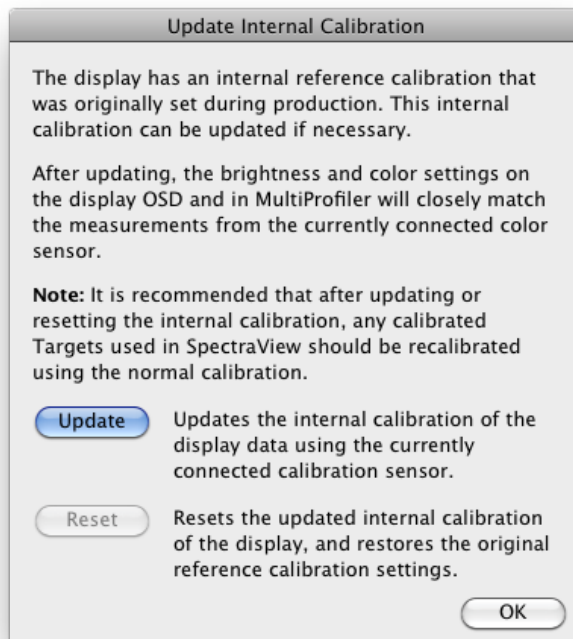 Update Internal Calibration
The display has an internal reference calibration that
was originally set during production. This internal
calibration can be updated if necessary.
After updating, the brightness and color settings on
the display OSD and in MultiProfiler will closely match
the measurements from the currently connected color
sensor.
Note: It is recommended that after updating or
resetting the internal calibration, any calibrated
Targets used in SpectraView should be recalibrated
using the normal calibration.
Update
Updates the internal calibration of the
display data using the currently
connected calibration sensor.
Reset
Resets the updated internal calibration
of the display, and restores the original
reference calibration settings.
OK